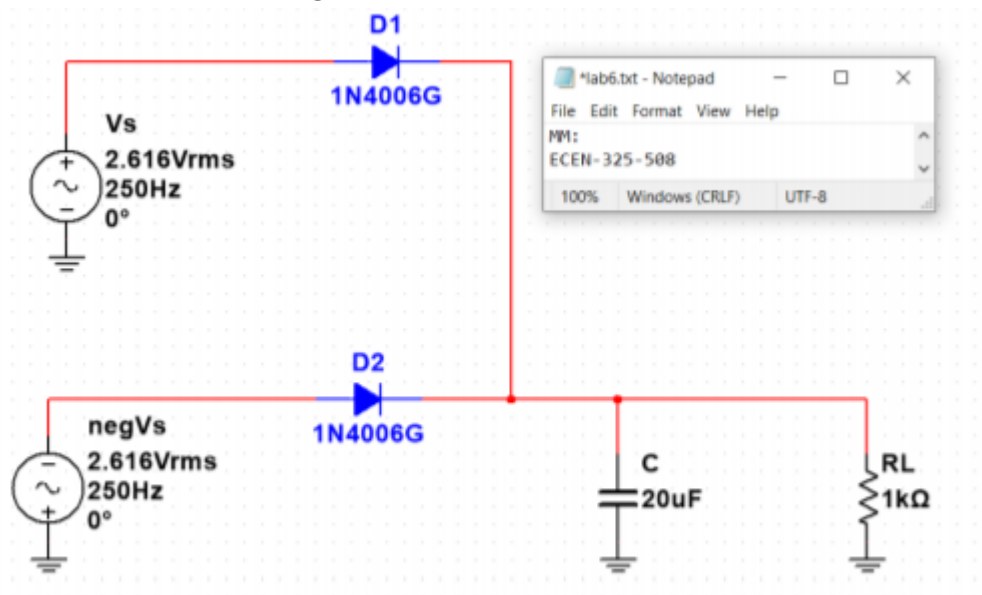 D1
1N4006G
Vs
+
2.616Vrms
250Hz
−
0°
*lab6.txt - Notepad
File Edit Format View Help
MM:
ECEN-325-508
100% Windows (CRLF) UTF-8
D2
1N4006G
negVs
−
2.616Vrms
250Hz
+
0°
C
20uF
RL
1kΩ